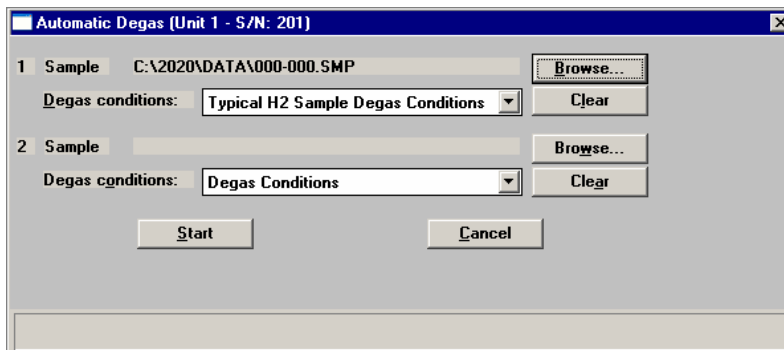 Automatic Degas (Unit 1 - S/N: 201)
1 Sample C:\2020\DATA\000-000.SMP Browse...
Degas conditions: Typical H2 Sample Degas Conditions Clear
2 Sample Browse...
Degas conditions: Degas Conditions Clear
Start Cancel